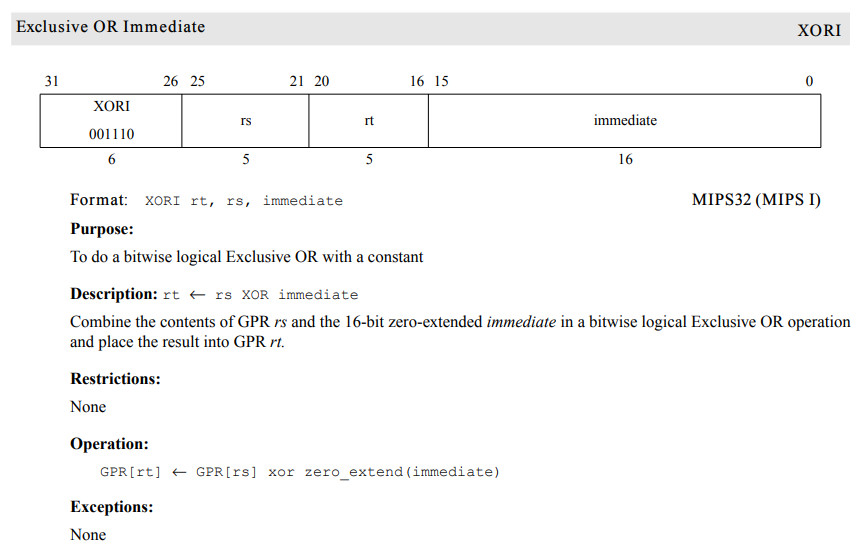 Exclusive OR Immediate XORI
31 26 25 21 20 16 15 0
XORI
001110
rs rt immediate
6 5 5 16
Format: XORI rt, rs, immediate MIPS32 (MIPS I)
Purpose:
To do a bitwise logical Exclusive OR with a constant
Description: rt ← rs XOR immediate
Combine the contents of GPR rs and the 16-bit zero-extended immediate in a bitwise logical Exclusive OR operation
and place the result into GPR rt.
Restrictions:
None
Operation:
GPR[rt] ← GPR[rs] xor zero_extend(immediate)
Exceptions:
None